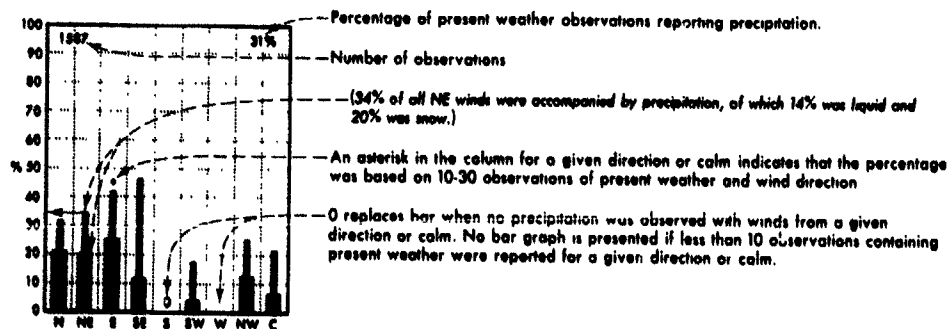 Percentage of present weather observations reporting precipitation.
100
1567 31%
90
Number of observations
80
(34% of all NE winds were accompanied by precipitation, of which 14% was liquid and
20% was snow.)
70
60
50
%
An asterisk in the column for a given direction or calm indicates that the percentage
was based on 10-30 observations of present weather and wind direction
40
30
0 replaces bar when no precipitation was observed with winds from a given
direction or calm. No bar graph is presented if less than 10 observations containing
present weather were reported for a given direction or calm.
20
10
0
0
N NE E SE S SW W NW C